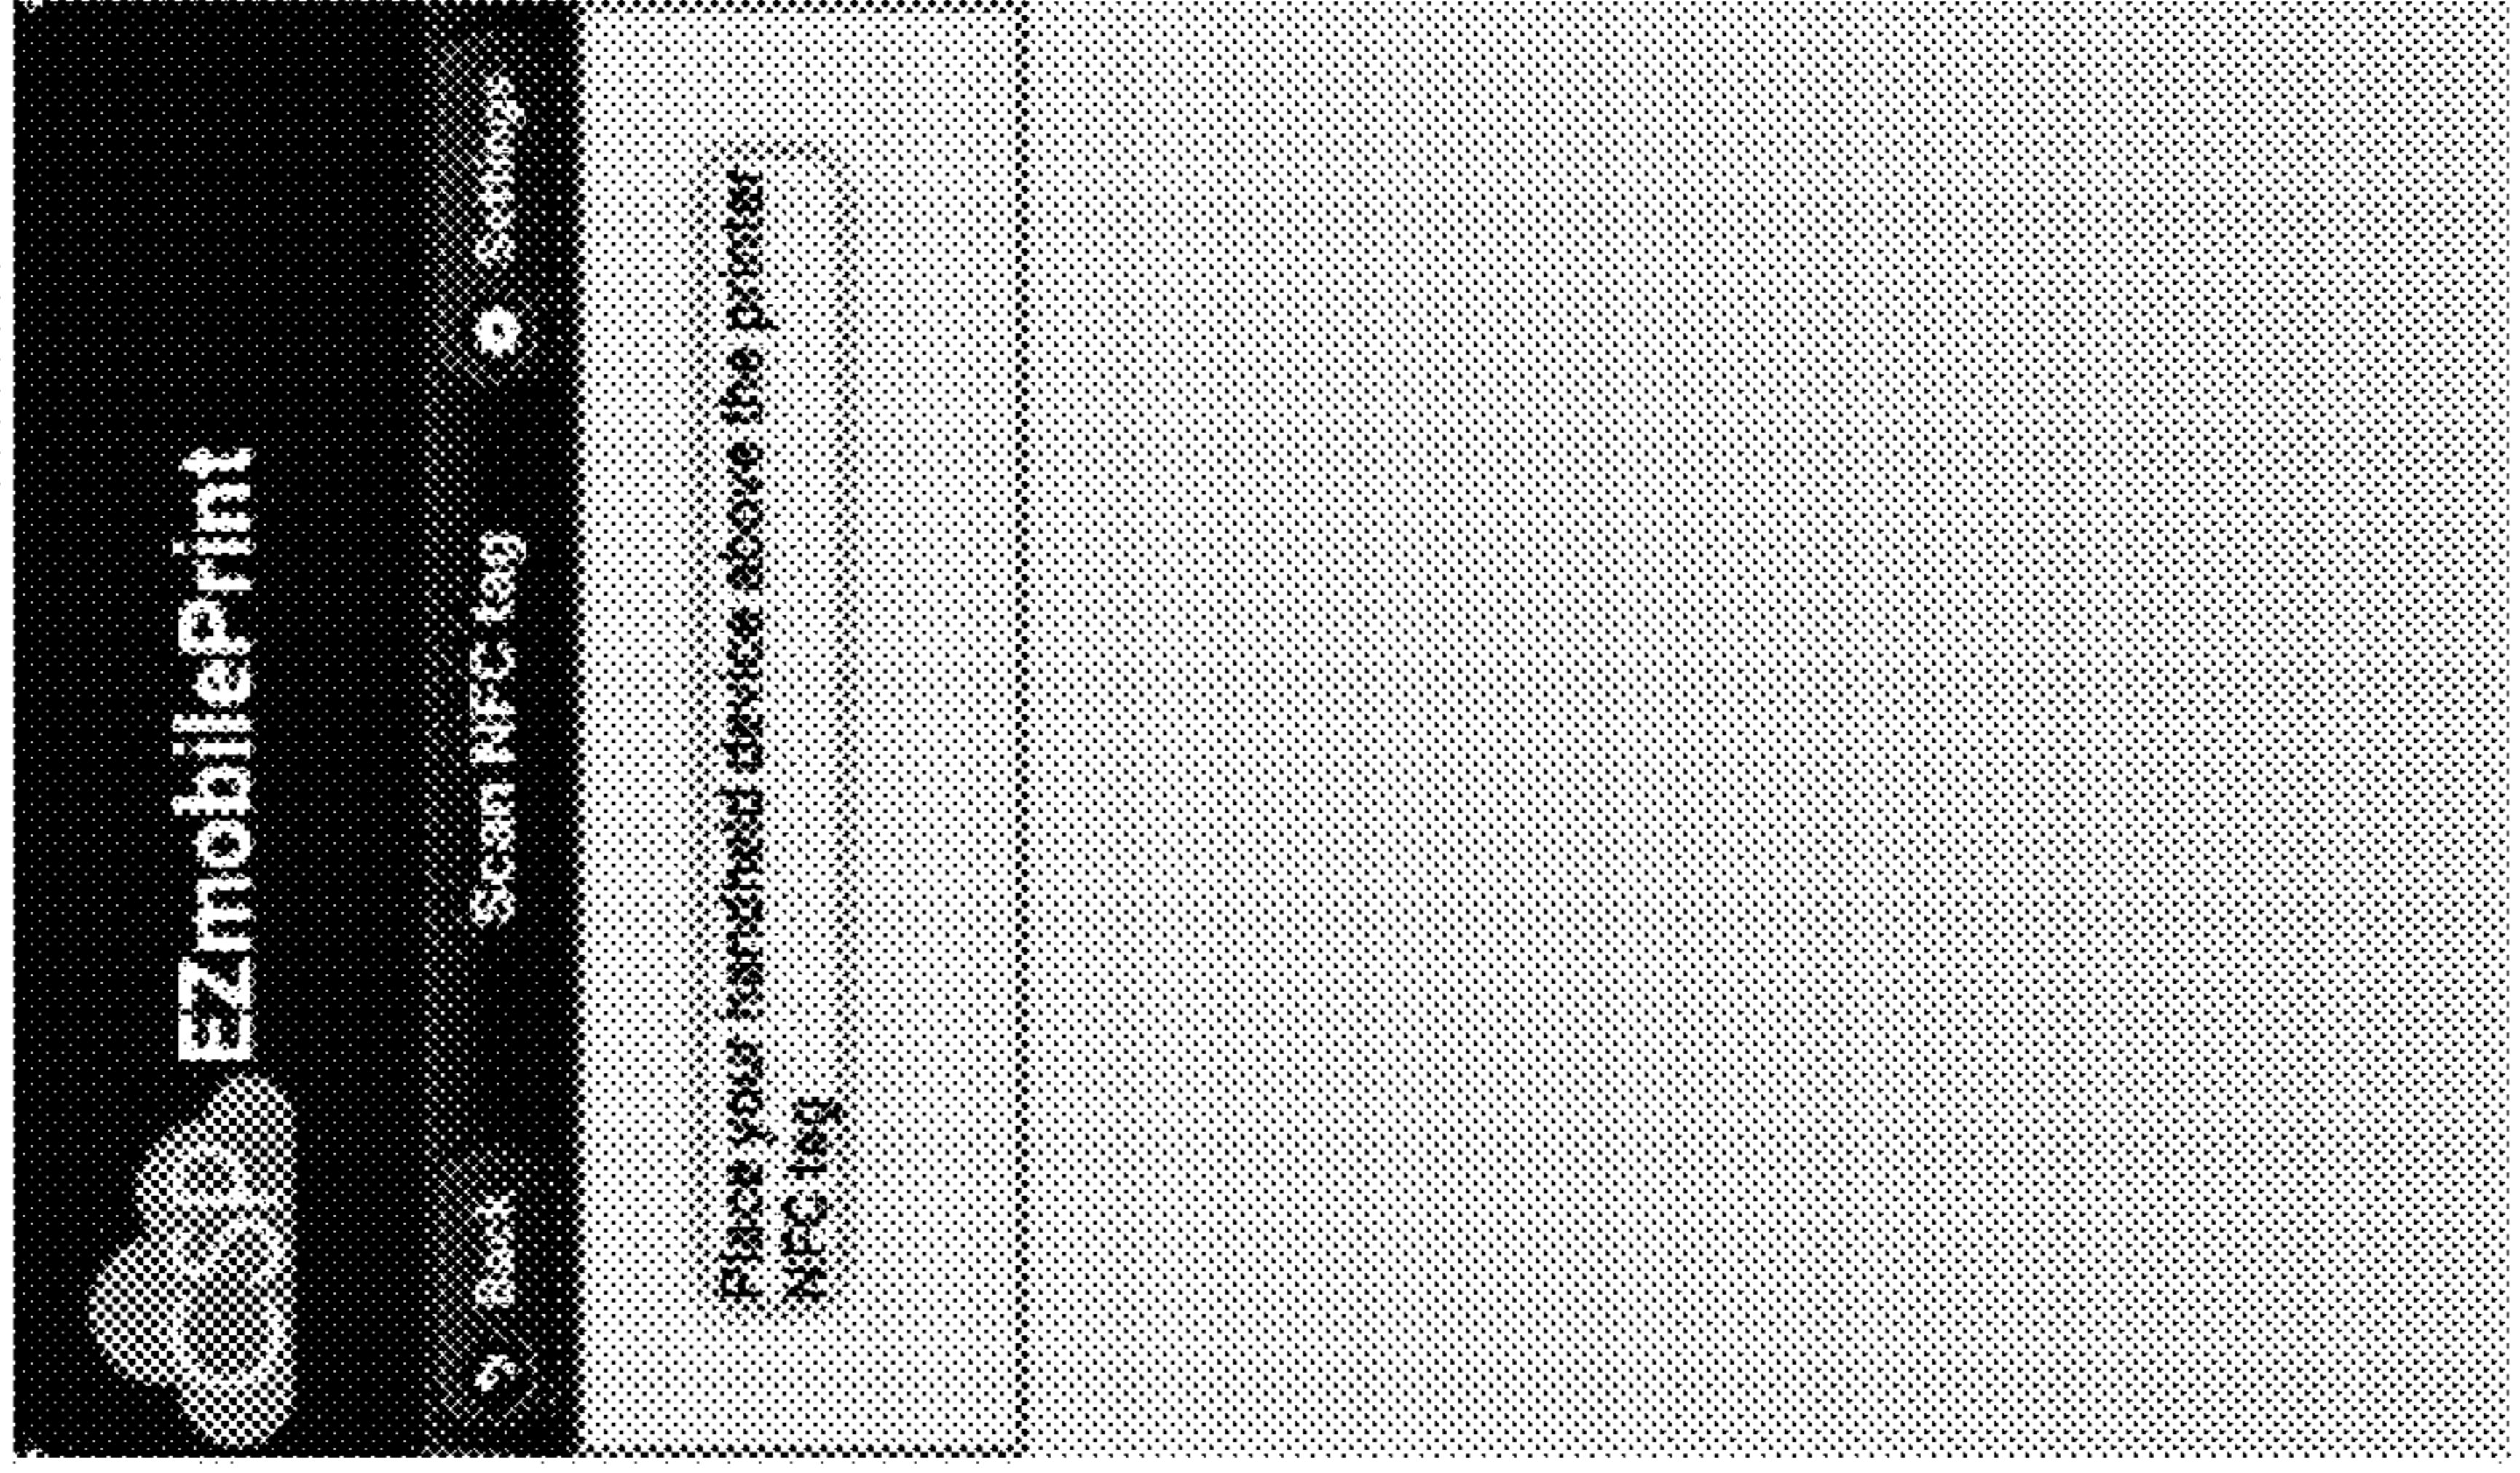 EZmobilePrint
Back
Scan NFC tag
Settings
Place your handheld device above the printer
NFC tag